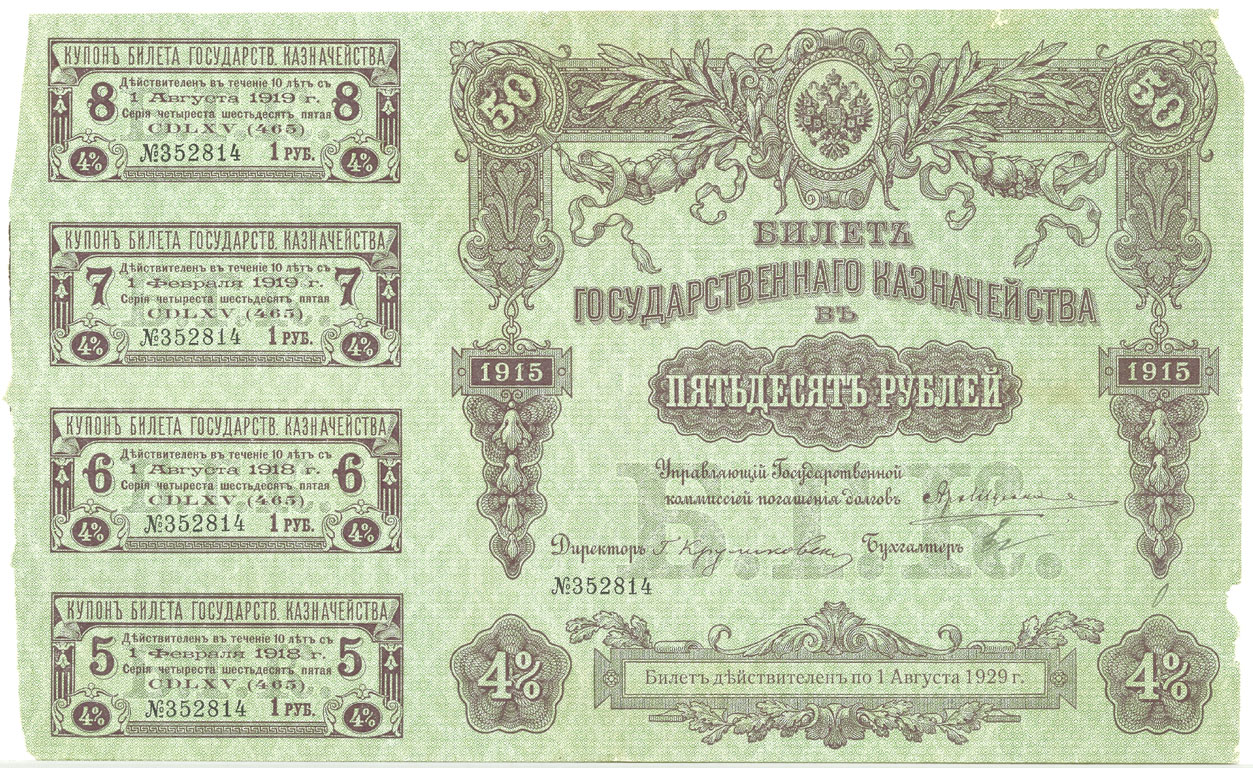 КУПОНЪ БИЛЕТА ГОСУДАРСТВ. КАЗНАЧЕЙСТВА
Дѣйствителенъ въ теченіе 10 лѣтъ съ
8 1 Августа 1919 г. 8
Серія четыреста шестьдесятъ пятая
CDLXV (465)
4% №352814 1 РУБ. 4%
КУПОНЪ БИЛЕТА ГОСУДАРСТВ. КАЗНАЧЕЙСТВА
Дѣйствителенъ въ теченіе 10 лѣтъ съ
7 1 Февраля 1919 г. 7
Серія четыреста шестьдесятъ пятая
CDLXV (465)
4% №352814 1 РУБ. 4%
КУПОНЪ БИЛЕТА ГОСУДАРСТВ. КАЗНАЧЕЙСТВА
Дѣйствителенъ въ теченіе 10 лѣтъ съ
6 1 Августа 1918 г. 6
Серія четыреста шестьдесятъ пятая
CDLXV (465)
4% №352814 1 РУБ. 4%
КУПОНЪ БИЛЕТА ГОСУДАРСТВ. КАЗНАЧЕЙСТВА
Дѣйствителенъ въ теченіе 10 лѣтъ съ
5 1 Февраля 1918 г. 5
Серія четыреста шестьдесятъ пятая
CDLXV (465)
4% №352814 1 РУБ. 4%
50 50
БИЛЕТЪ
ГОСУДАРСТВЕННАГО КАЗНАЧЕЙСТВА
ВЪ
1915 ПЯТЬДЕСЯТЪ РУБЛЕЙ 1915
Управляющій Государственной
коммиссіей погашенія долговъ
Директоръ Бухгалтеръ
№352814
Б.Г.К.
4% Билетъ дѣйствителенъ по 1 Августа 1929 г. 4%